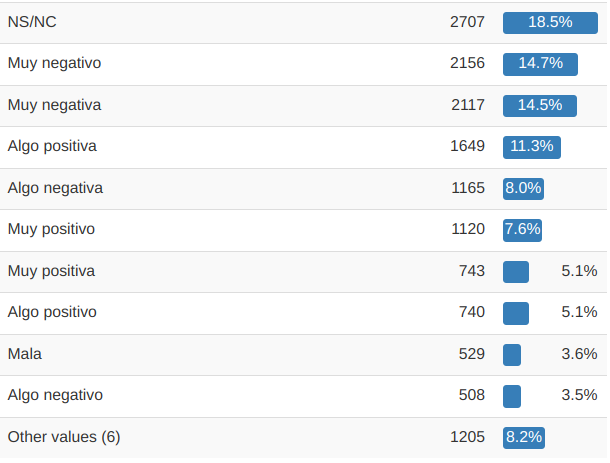 NS/NC 2707 18.5%
Muy negativo 2156 14.7%
Muy negativa 2117 14.5%
Algo positiva 1649 11.3%
Algo negativa 1165 8.0%
Muy positivo 1120 7.6%
Muy positiva 743 5.1%
Algo positivo 740 5.1%
Mala 529 3.6%
Algo negativo 508 3.5%
Other values (6) 1205 8.2%